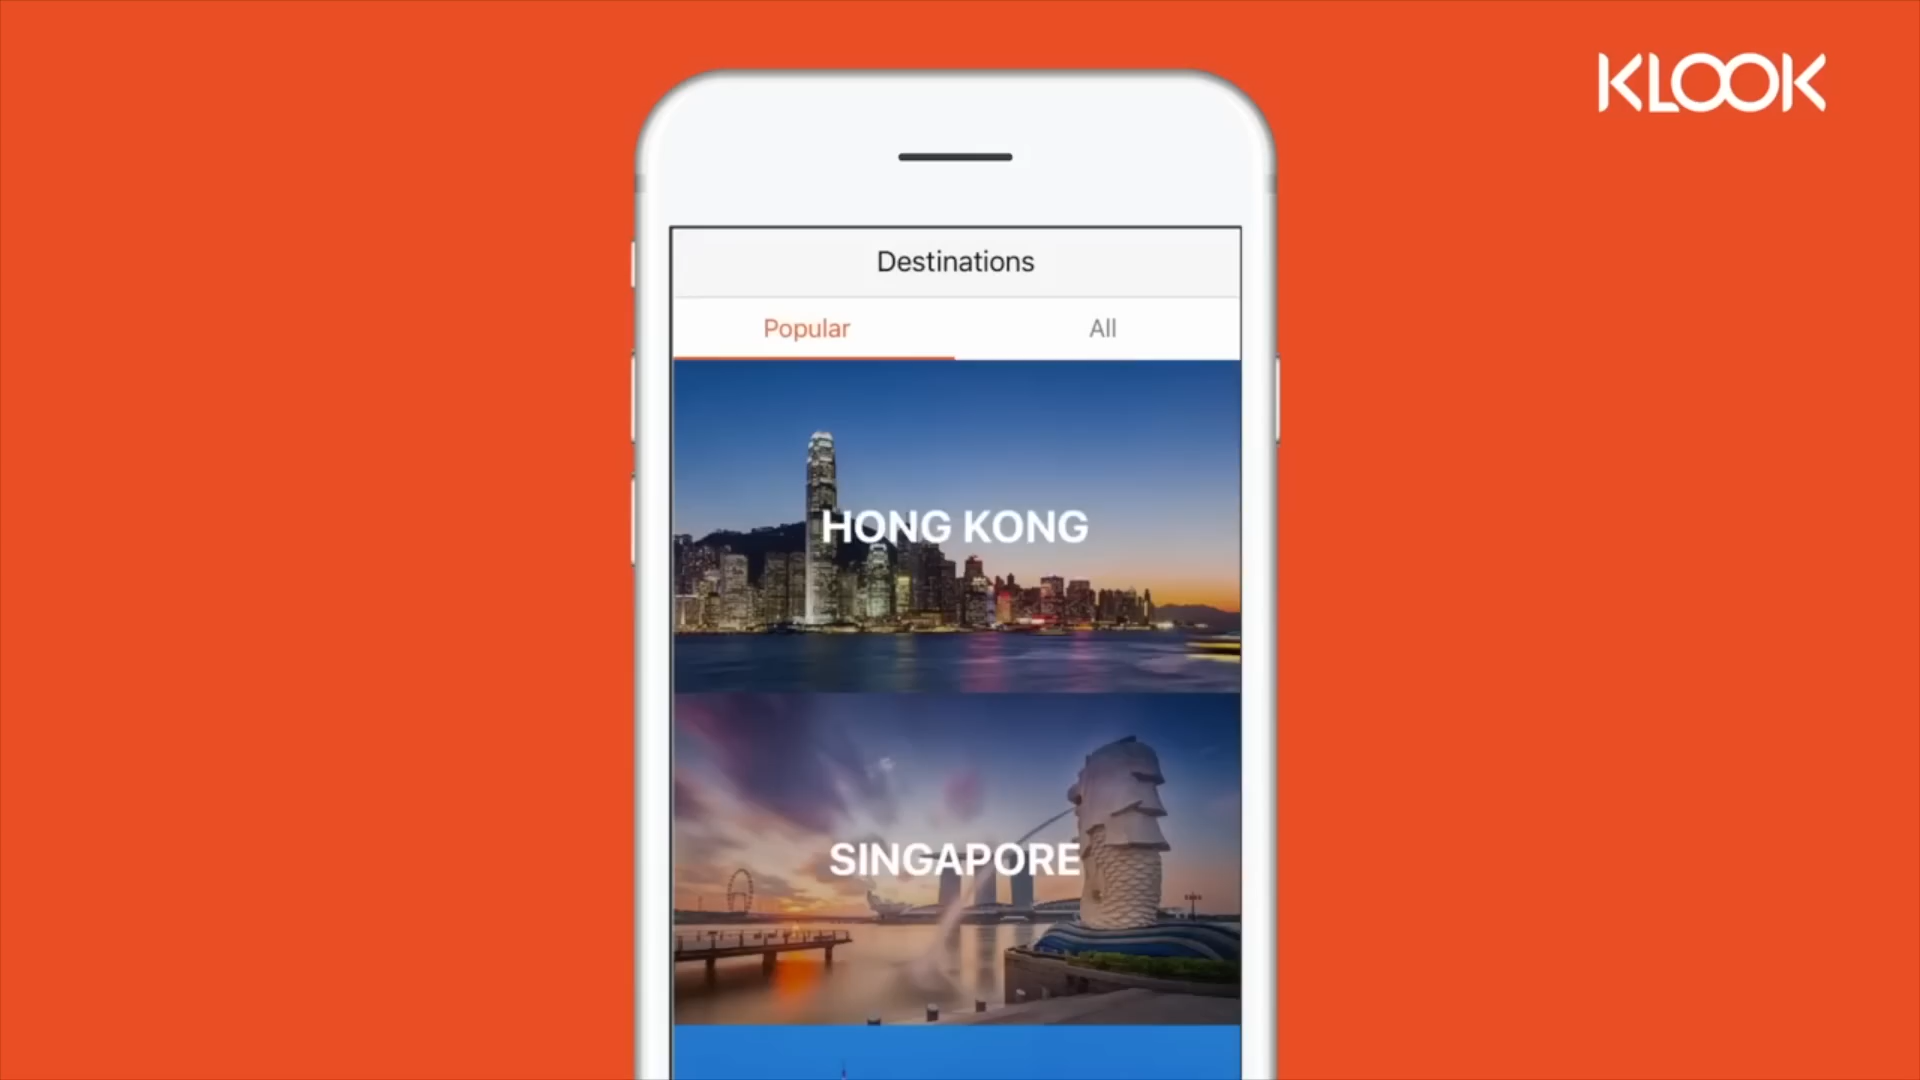 KLOOK
Destinations
Popular
All
HONG KONG
SINGAPORE